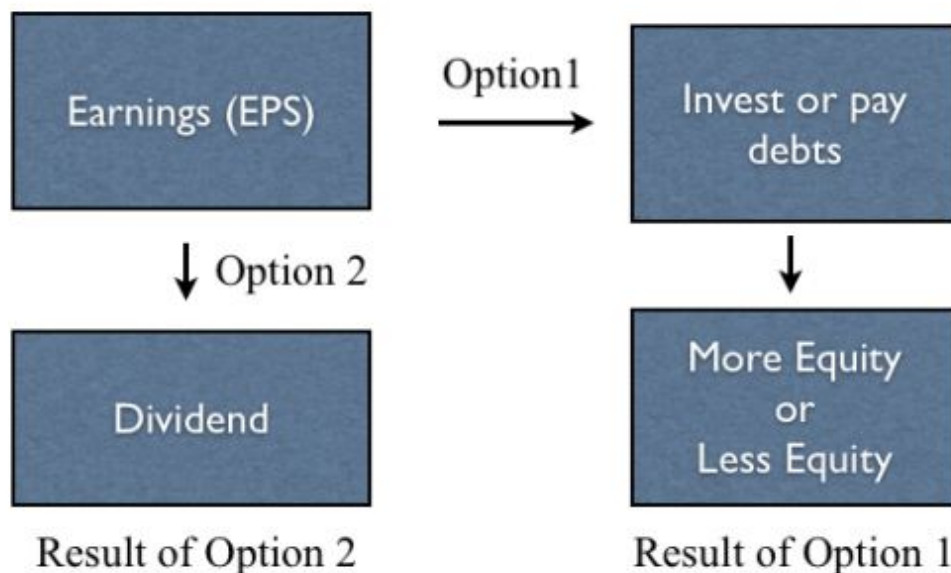 Earnings (EPS)
Option1
Invest or pay
debts
Option 2
Dividend
More Equity
or
Less Equity
Result of Option 2
Result of Option 1